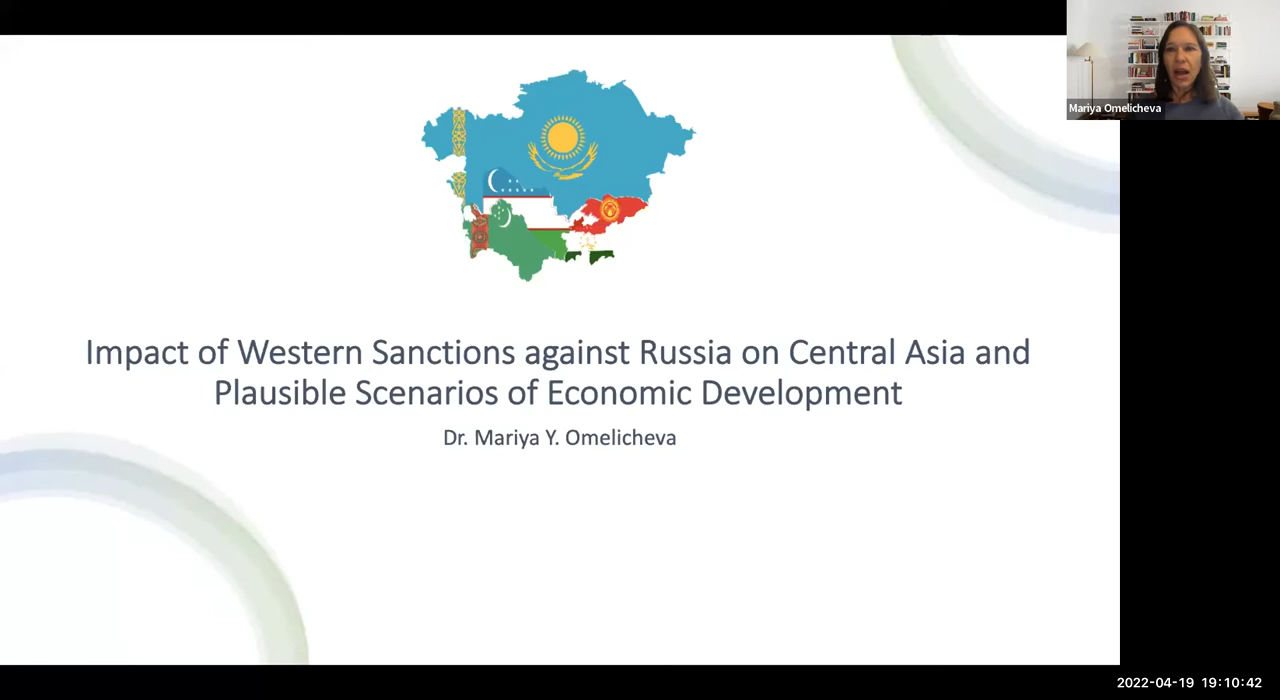 Mariya Omelicheva
Impact of Western Sanctions against Russia on Central Asia and
Plausible Scenarios of Economic Development
Dr. Mariya Y. Omelicheva
2022-04-19 19:10:42